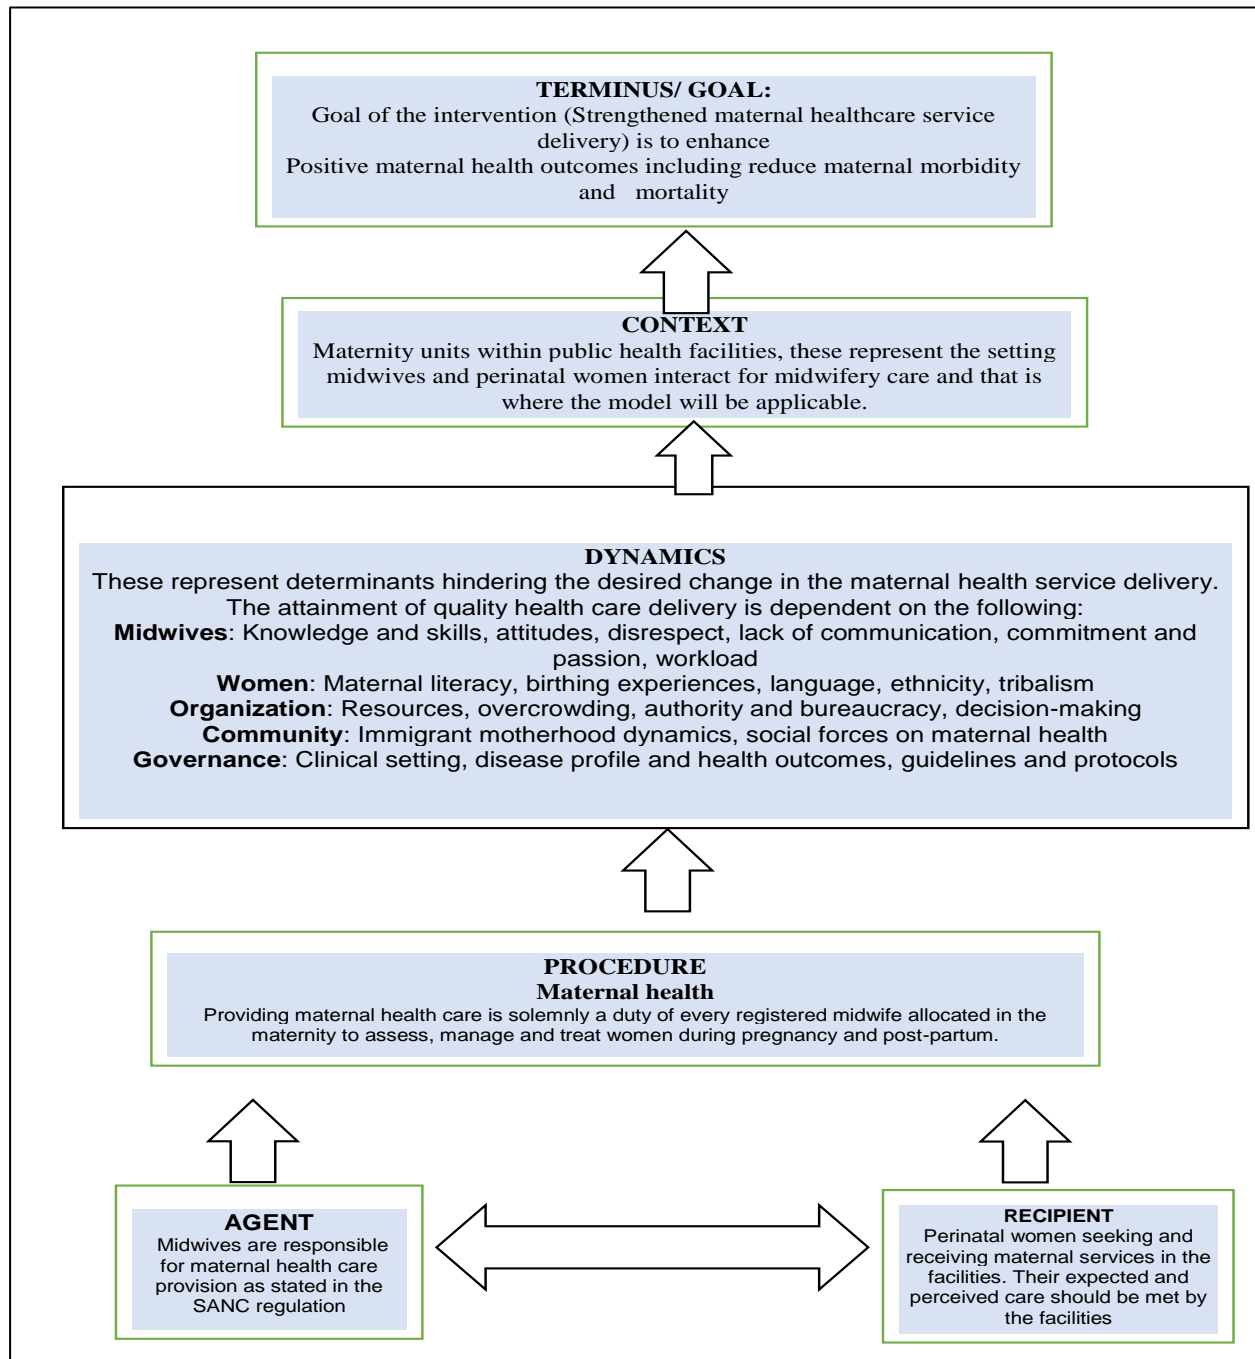 TERMINUS/ GOAL:
Goal of the intervention (Strengthened maternal healthcare service
delivery) is to enhance
Positive maternal health outcomes including reduce maternal morbidity
and mortality
CONTEXT
Maternity units within public health facilities, these represent the setting
midwives and perinatal women interact for midwifery care and that is
where the model will be applicable.
DYNAMICS
These represent determinants hindering the desired change in the maternal health service delivery.
The attainment of quality health care delivery is dependent on the following:
Midwives: Knowledge and skills, attitudes, disrespect, lack of communication, commitment and
passion, workload
Women: Maternal literacy, birthing experiences, language, ethnicity, tribalism
Organization: Resources, overcrowding, authority and bureaucracy, decision-making
Community: Immigrant motherhood dynamics, social forces on maternal health
Governance: Clinical setting, disease profile and health outcomes, guidelines and protocols
PROCEDURE
Maternal health
Providing maternal health care is solemnly a duty of every registered midwife allocated in the
maternity to assess, manage and treat women during pregnancy and post-partum.
AGENT
Midwives are responsible
for maternal health care
provision as stated in the
SANC regulation
RECIPIENT
Perinatal women seeking and
receiving maternal services in the
facilities. Their expected and
perceived care should be met by
the facilities